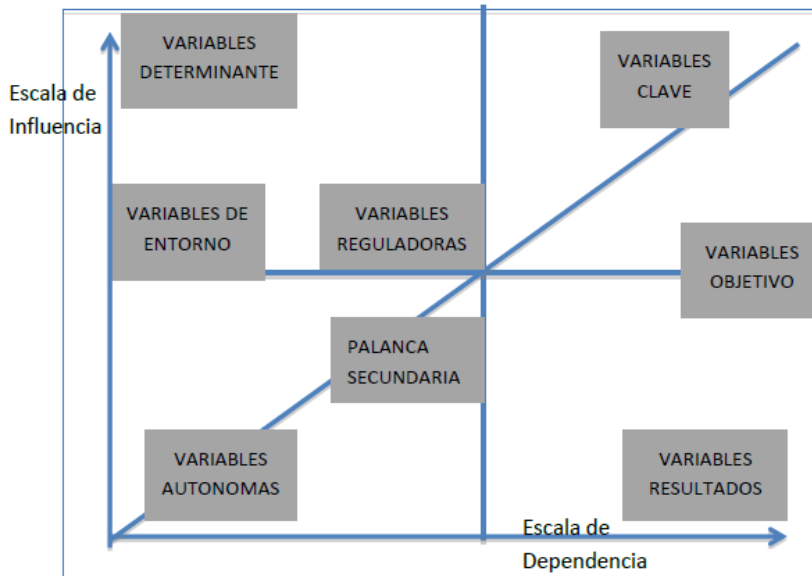 VARIABLES
DETERMINANTE
VARIABLES
CLAVE
Escala de
Influencia
VARIABLES DE
ENTORNO
VARIABLES
REGULADORAS
VARIABLES
OBJETIVO
PALANCA
SECUNDARIA
VARIABLES
AUTONOMAS
VARIABLES
RESULTADOS
Escala de
Dependencia